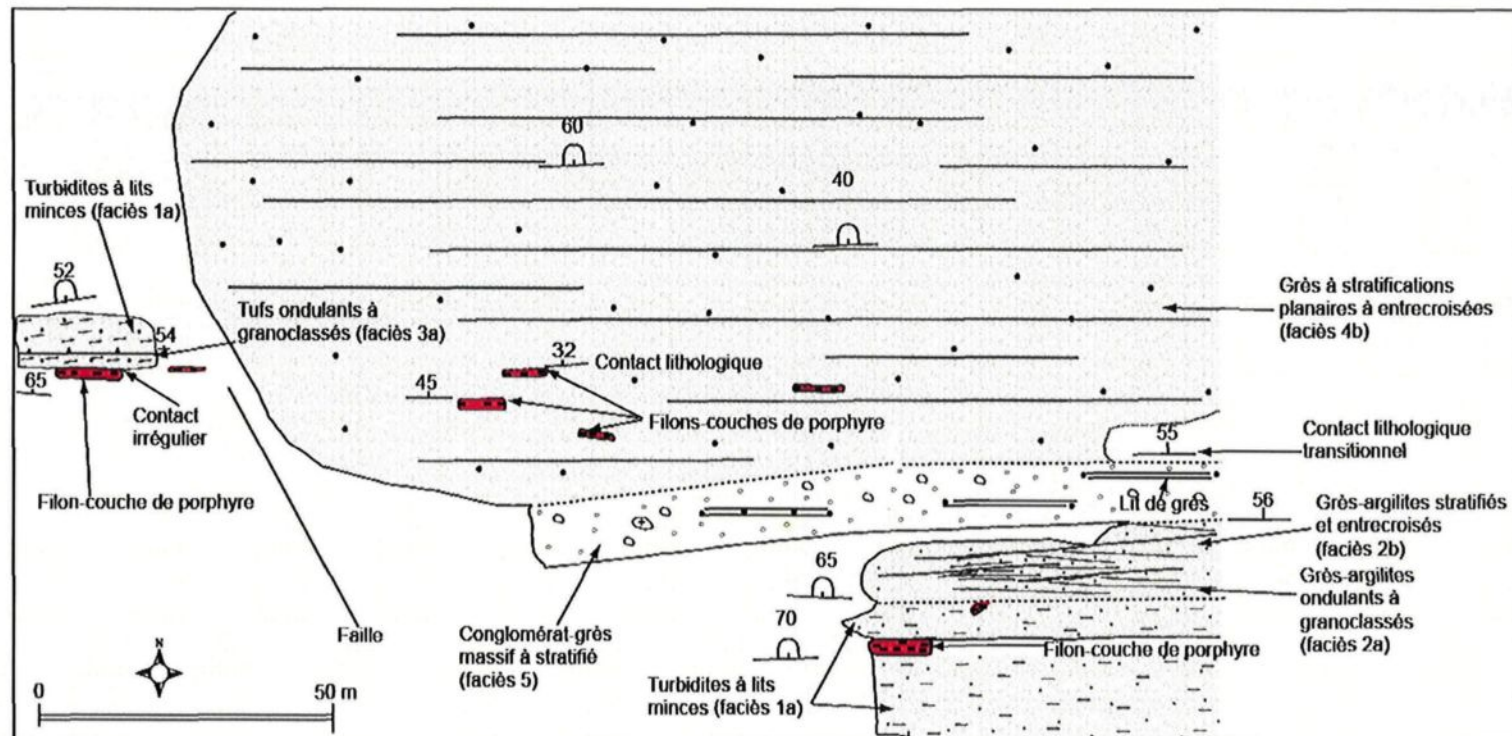 60
40
Turbidites à lits
minces (faciès 1a)
52
Tufs ondulants à
granoclassés (faciès 3a)
54
65
Contact
irrégulier
Filon-couche de porphyre
32
Contact lithologique
45
Filons-couches de porphyre
Grès à stratifications
planaires à entrecroisées
(faciès 4b)
55
Contact lithologique
transitionnel
Lit de grès
56
Grès-argilites stratifiés
et entrecroisés
(faciès 2b)
65
Grès-argilites
ondulants à
granoclassés
(faciès 2a)
70
Filon-couche de porphyre
Faille
Conglomérat-grès
massif à stratifié
(faciès 5)
Turbidites à lits
minces (faciès 1a)
N
0 50 m